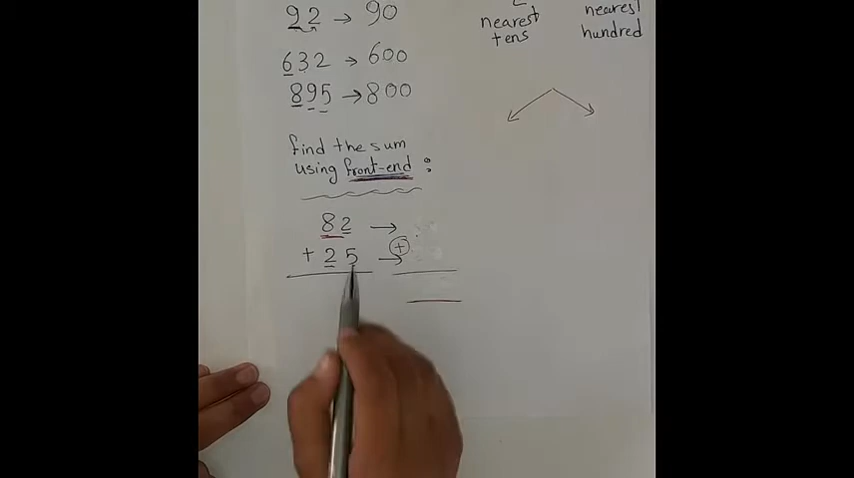 92 → 90
632 → 600
895 → 800
nearest
tens
nearest
hundred
find the sum
using front-end :
82 →
+ 25 →
+